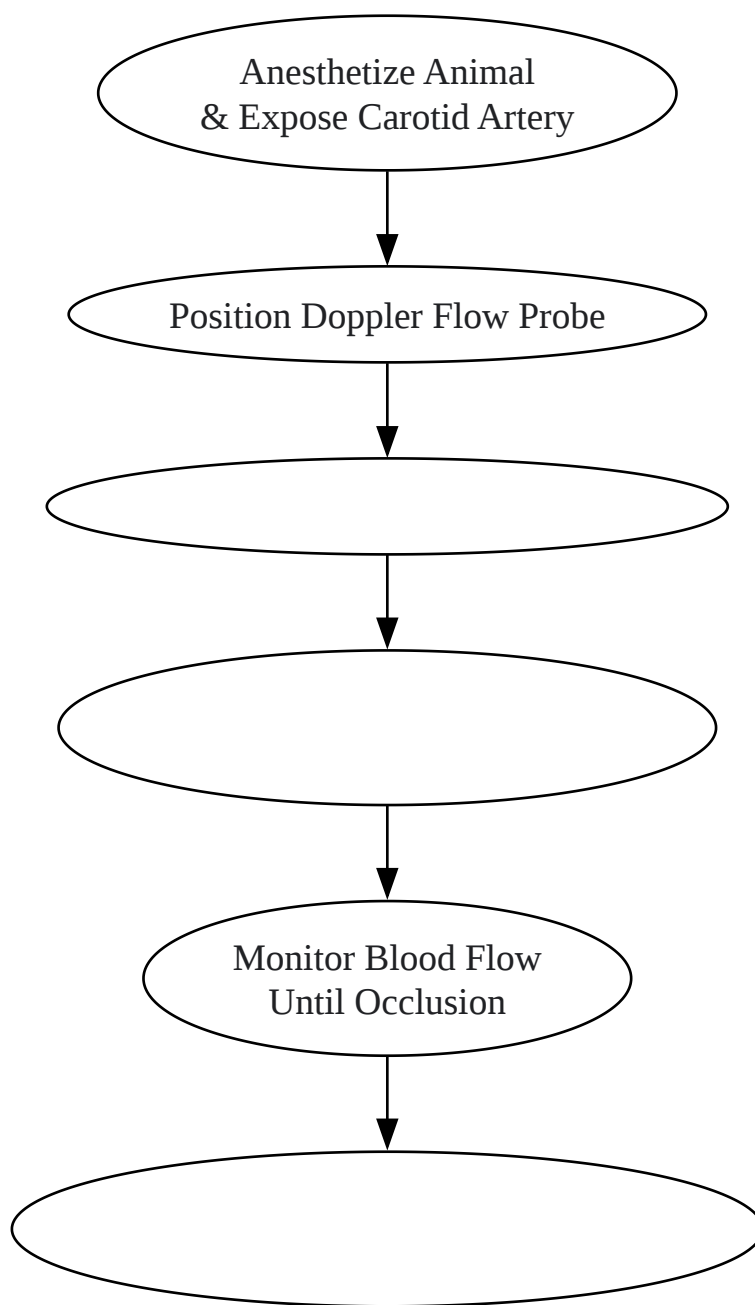 Anesthetize Animal
& Expose Carotid Artery
Position Doppler Flow Probe
Monitor Blood Flow
Until Occlusion